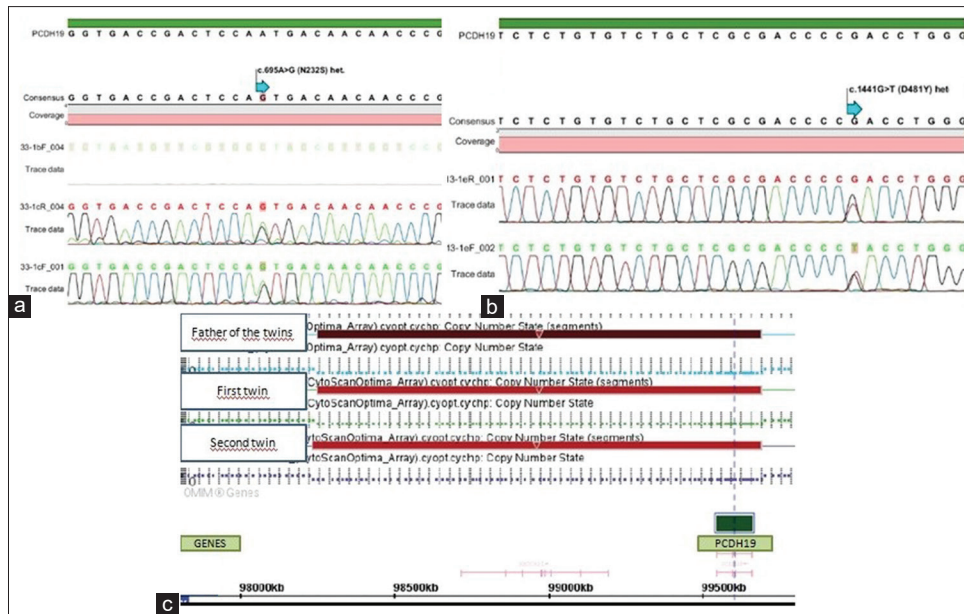 PCDH19
G G T G A C C G A C T C C A A T G A C A A C A A C C C G
c.695A>G (N232S) het.
Consensus
G G T G A C C G A C T C C A G T G A C A A C A A C C C G
Coverage
33-1bF_004
Trace data
33-1cR_004
G G T G A C C G A C T C C A G T G A C A A C A A C C C G
Trace data
33-1cF_001
G G T G A C C G A C T C C A G T G A C A A C A A C C C G
Trace data
a
PCDH19
T C T C T G T G T C T G C T C G C G A C C C C G A C C T G G G
c.1441G>T (D481Y) het
Consensus
T C T C T G T G T C T G C T C G C G A C C C C G A C C T G G G
Coverage
I3-1eR_001
T C T C T G T G T C T G C T C G C G A C C C C G A C C T G G G
Trace data
I3-1eF_002
T C T C T G T G T C T G C T C G C G A C C C C T A C C T G G G
Trace data
b
Father of the twins
Optima_Array).cyopt.cychp: Copy Number State (segments)
Optima_Array).cyopt.cychp: Copy Number State
First twin
CytoScanOptima_Array).cyopt.cychp: Copy Number State (segments)
CytoScanOptima_Array).cyopt.cychp: Copy Number State
Second twin
CytoScanOptima_Array).cyopt.cychp: Copy Number State (segments)
CytoScanOptima_Array).cyopt.cychp: Copy Number State
OMIM ® Genes
GENES
PCDH19
98000kb 98500kb 99000kb 99500kb
c